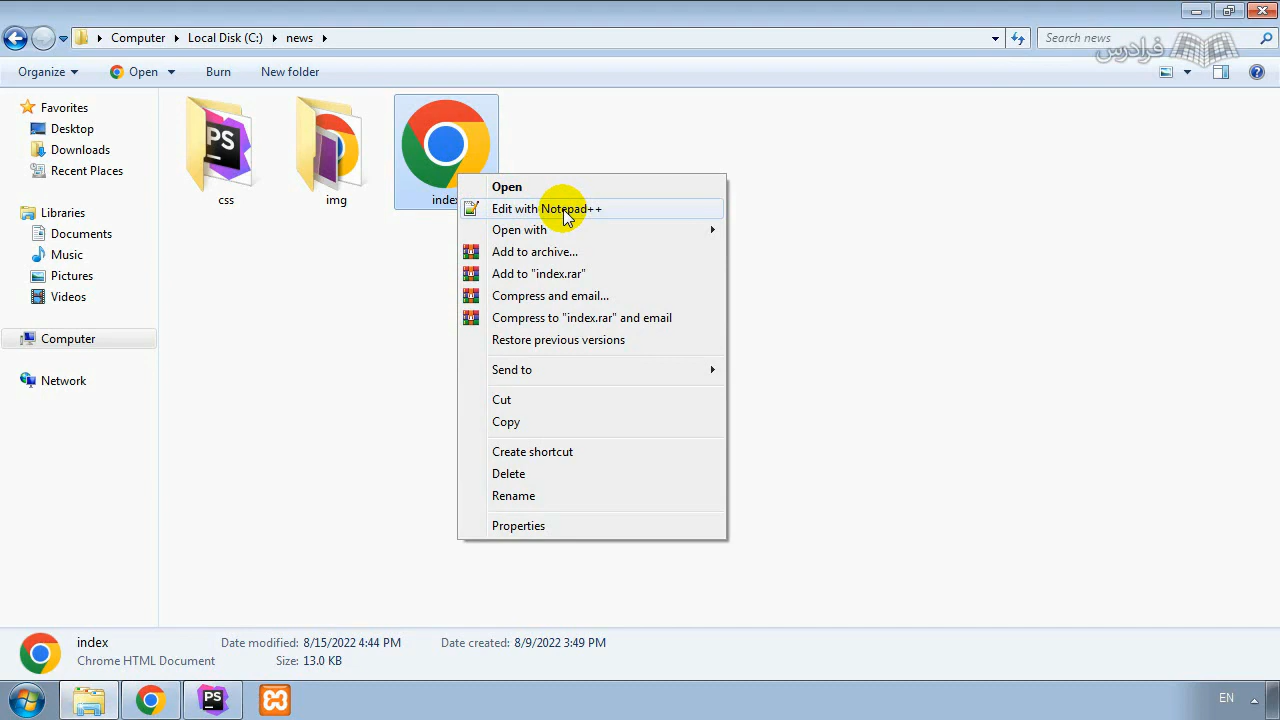 Computer Local Disk (C:) news
Search news
فرادرس
Organize Open Burn New folder
Favorites
Desktop
Downloads
Recent Places
Libraries
Documents
Music
Pictures
Videos
Computer
Network
PS
css
img
index
Open
Edit with Notepad++
Open with
Add to archive...
Add to "index.rar"
Compress and email...
Compress to "index.rar" and email
Restore previous versions
Send to
Cut
Copy
Create shortcut
Delete
Rename
Properties
index Date modified: 8/15/2022 4:44 PM Date created: 8/9/2022 3:49 PM
Chrome HTML Document Size: 13.0 KB
PS
EN